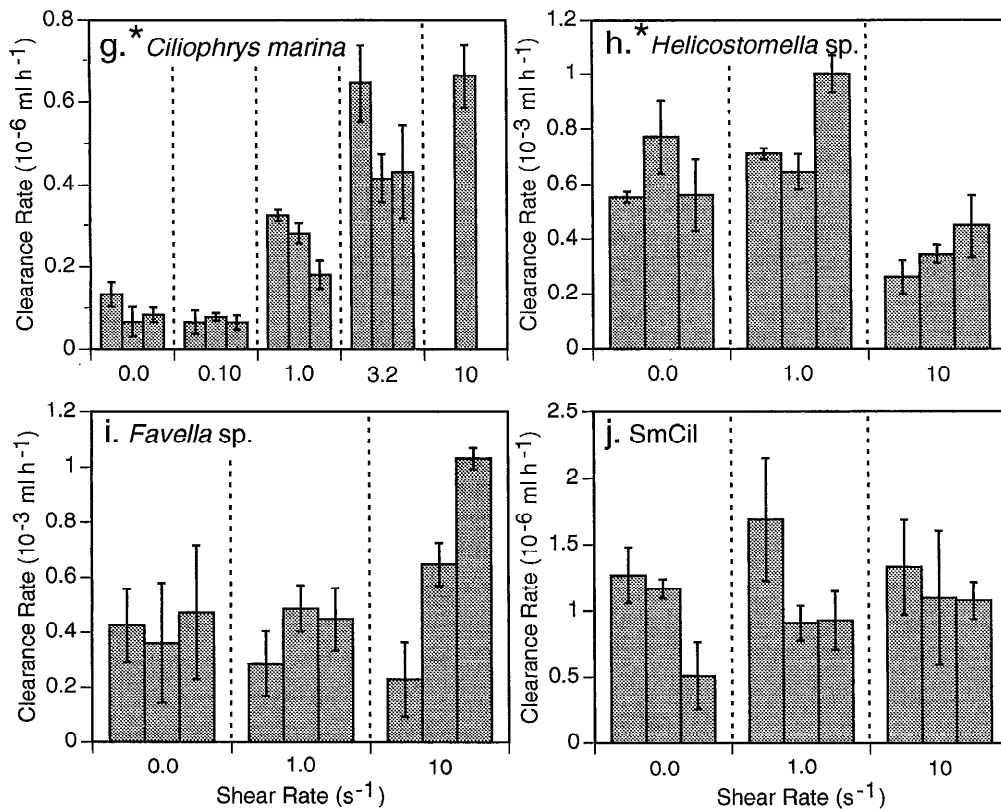 g.* Ciliophrys marina
Clearance Rate (10-6 ml h-1)
0.8
0.6
0.4
0.2
0
0.0 0.10 1.0 3.2 10
h.* Helicostomella sp.
Clearance Rate (10-3 ml h-1)
1.2
1
0.8
0.6
0.4
0.2
0
0.0 1.0 10
i. Favella sp.
Clearance Rate (10-3 ml h-1)
1.2
1
0.8
0.6
0.4
0.2
0
0.0 1.0 10
Shear Rate (s-1)
j. SmCil
Clearance Rate (10-6 ml h-1)
2.5
2
1.5
1
0.5
0
0.0 1.0 10
Shear Rate (s-1)